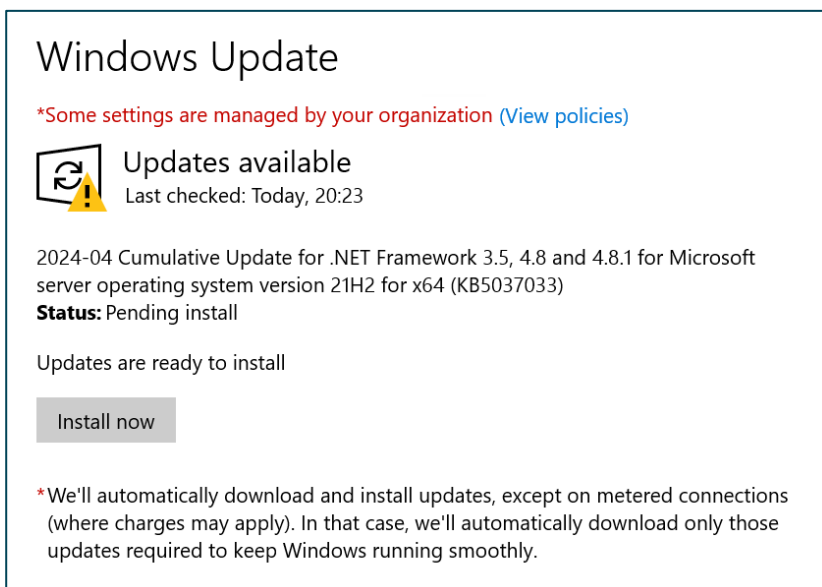 Windows Update
*Some settings are managed by your organization (View policies)
Updates available
Last checked: Today, 20:23
2024-04 Cumulative Update for .NET Framework 3.5, 4.8 and 4.8.1 for Microsoft
server operating system version 21H2 for x64 (KB5037033)
Status: Pending install
Updates are ready to install
Install now
*We'll automatically download and install updates, except on metered connections
(where charges may apply). In that case, we'll automatically download only those
updates required to keep Windows running smoothly.